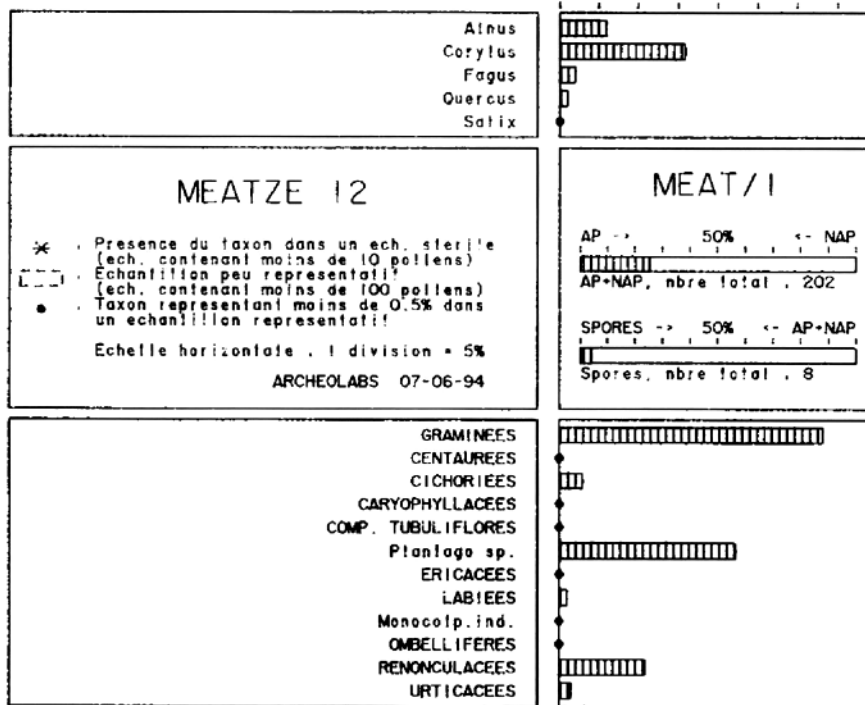 Alnus
Corylus
Fagus
Quercus
Salix
MEATZE 12
* . Presence du taxon dans un ech. sterile
(ech. contenant moins de 10 pollens)
. Echantillon peu representatif
(ech. contenant moins de 100 pollens)
● . Taxon representant moins de 0.5% dans
un echantillon representatif
Echelle horizontale . 1 division = 5%
ARCHEOLABS 07-06-94
MEAT/1
AP -> 50% <- NAP
AP+NAP, nbre total . 202
SPORES -> 50% <- AP+NAP
Spores, nbre total . 8
GRAMINEES
CENTAUREES
CICHORIEES
CARYOPHYLLACEES
COMP. TUBULIFLORES
Plantago sp.
ERICACEES
LABIEES
Monocolp.ind.
OMBELLIFERES
RENONCULACEES
URTICACEES